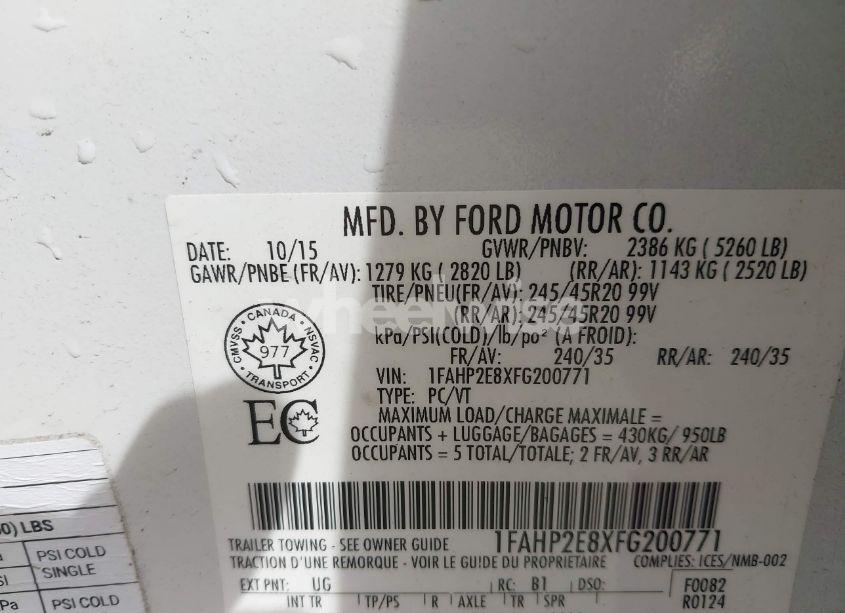 MFD. BY FORD MOTOR CO.
DATE: 10/15 GVWR/PNBV: 2386 KG ( 5260 LB)
GAWR/PNBE (FR/AV): 1279 KG ( 2820 LB) (RR/AR): 1143 KG ( 2520 LB)
TIRE/PNEU(FR/AV): 245/45R20 99V
(RR/AR): 245/45R20 99V
kPa/PSI(COLD)/lb/po² (A FROID):
FR/AV: 240/35 RR/AR: 240/35
VIN: 1FAHP2E8XFG200771
TYPE: PC/VT
MAXIMUM LOAD/CHARGE MAXIMALE =
OCCUPANTS + LUGGAGE/BAGAGES = 430KG/ 950LB
OCCUPANTS = 5 TOTAL/TOTALE; 2 FR/AV, 3 RR/AR
CMVSS • CANADA • NSVAC
977
• TRANSPORT •
EC
1FAHP2E8XFG200771
TRAILER TOWING - SEE OWNER GUIDE
TRACTION D'UNE REMORQUE - VOIR LE GUIDE DU PROPRIETAIRE COMPLIES: ICES/NMB-002
EXT PNT: UG RC: B1 DSO: F0082
INT TR TP/PS R AXLE TR SPR R0124
0) LBS
PSI COLD
SINGLE
PSI COLD